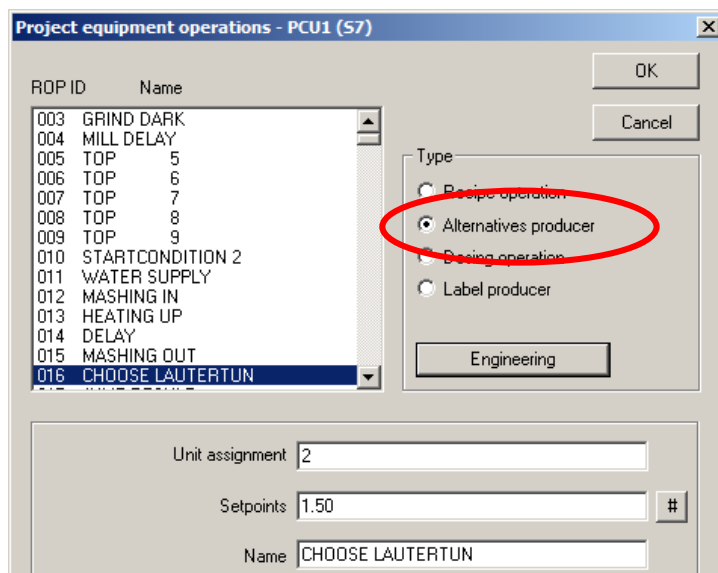 Project equipment operations - PCU1 (S7)
OK
ROP ID Name
Cancel
003 GRIND DARK
004 MILL DELAY
005 TOP 5
006 TOP 6
007 TOP 7
008 TOP 8
009 TOP 9
010 STARTCONDITION 2
011 WATER SUPPLY
012 MASHING IN
013 HEATING UP
014 DELAY
015 MASHING OUT
016 CHOOSE LAUTERTUN
Type
Recipe operation
Alternatives producer
Dosing operation
Label producer
Engineering
Unit assignment 2
Setpoints 1.50 #
Name CHOOSE LAUTERTUN